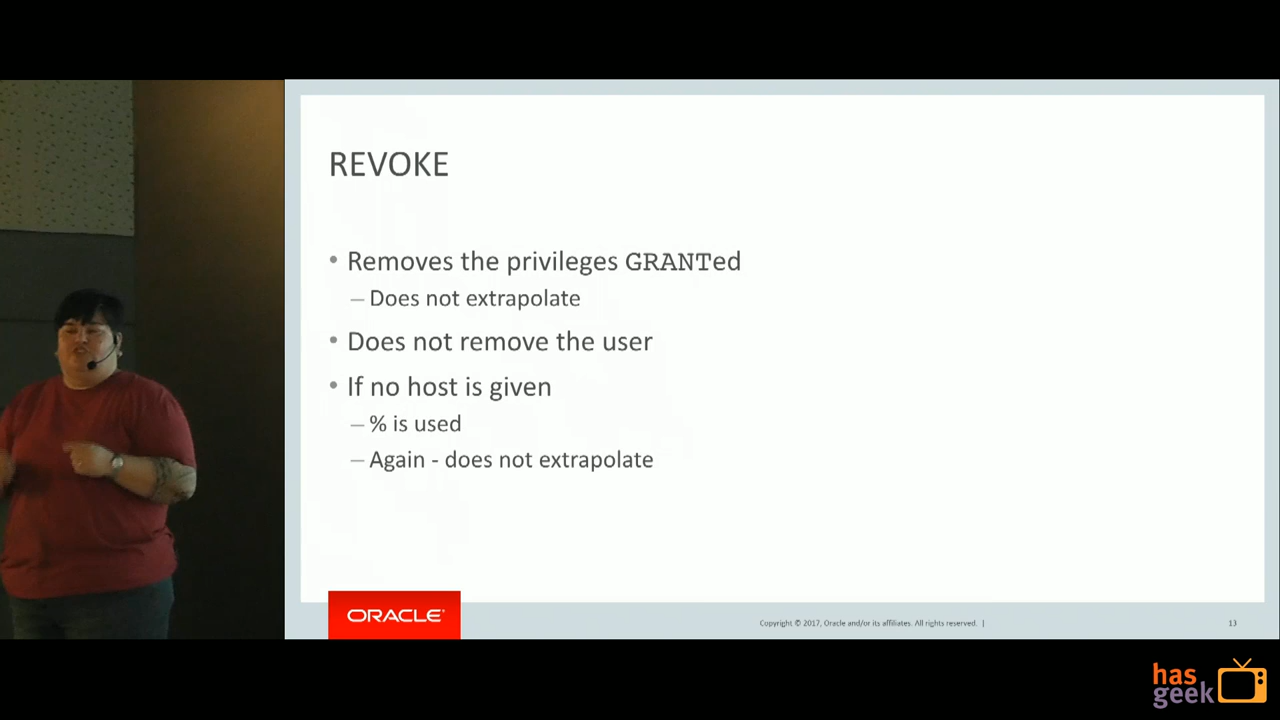 REVOKE
• Removes the privileges GRANTed
– Does not extrapolate
• Does not remove the user
• If no host is given
– % is used
– Again - does not extrapolate
ORACLE®
Copyright © 2017, Oracle and/or its affiliates. All rights reserved. |
13
has
geek